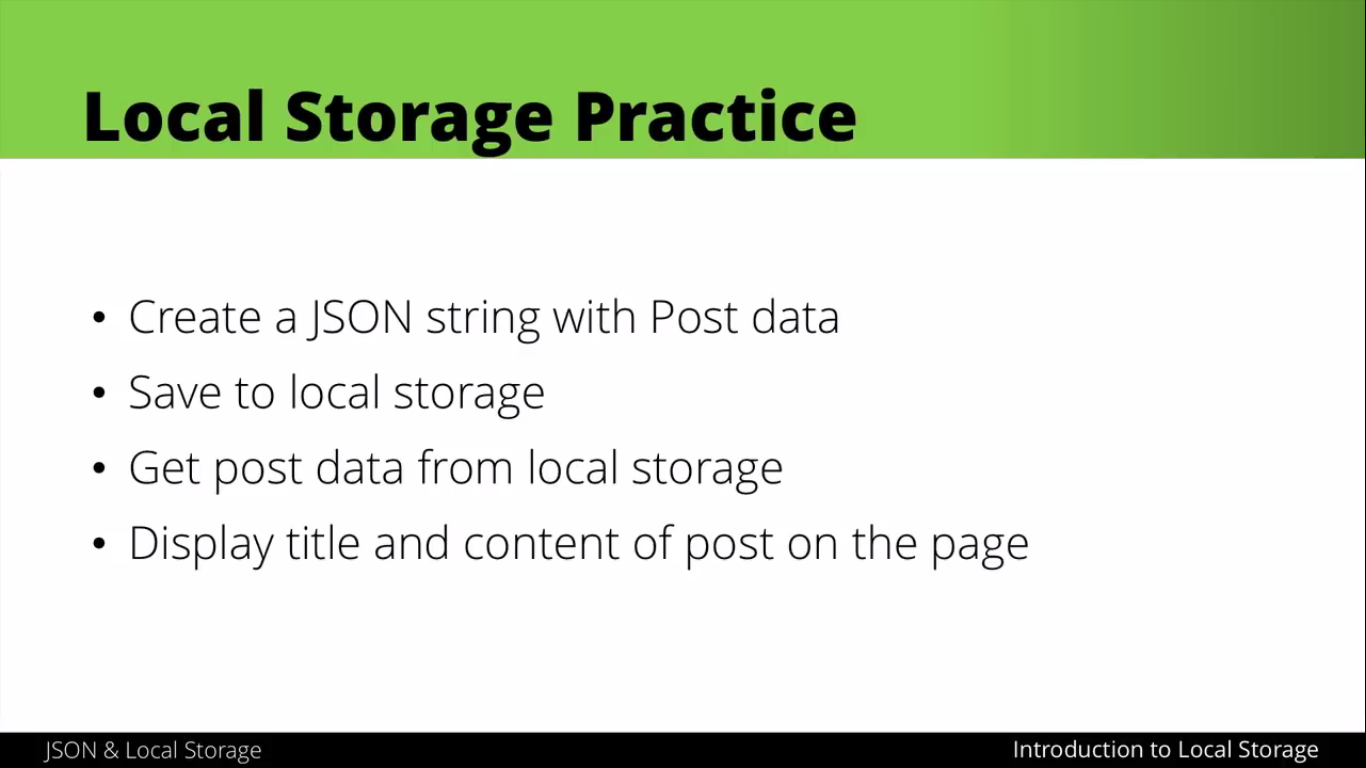 Local Storage Practice
• Create a JSON string with Post data
• Save to local storage
• Get post data from local storage
• Display title and content of post on the page
JSON & Local Storage
Introduction to Local Storage